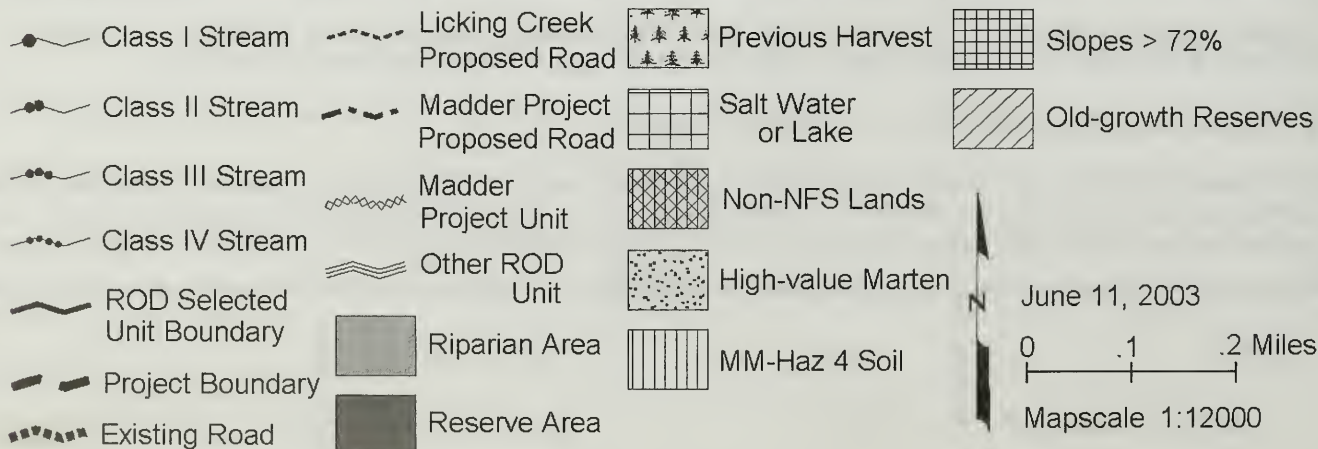 Class I Stream
Class II Stream
Class III Stream
Class IV Stream
ROD Selected
Unit Boundary
Project Boundary
Existing Road
Licking Creek
Proposed Road
Madder Project
Proposed Road
Madder
Project Unit
Other ROD
Unit
Riparian Area
Reserve Area
Previous Harvest
Salt Water
or Lake
Non-NFS Lands
High-value Marten
MM-Haz 4 Soil
Slopes > 72%
Old-growth Reserves
N
June 11, 2003
0 .1 .2 Miles
Mapscale 1:12000